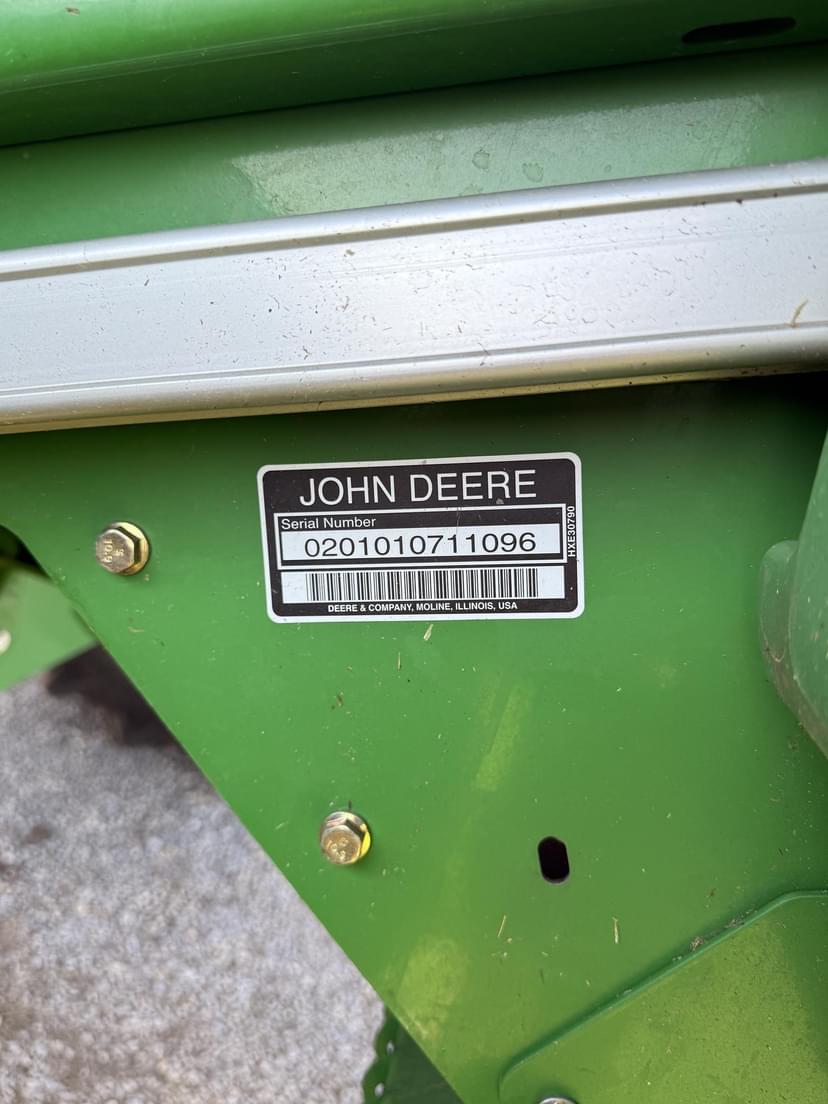 JOHN DEERE
Serial Number
0201010711096
HXE30790
DEERE & COMPANY, MOLINE, ILLINOIS, USA